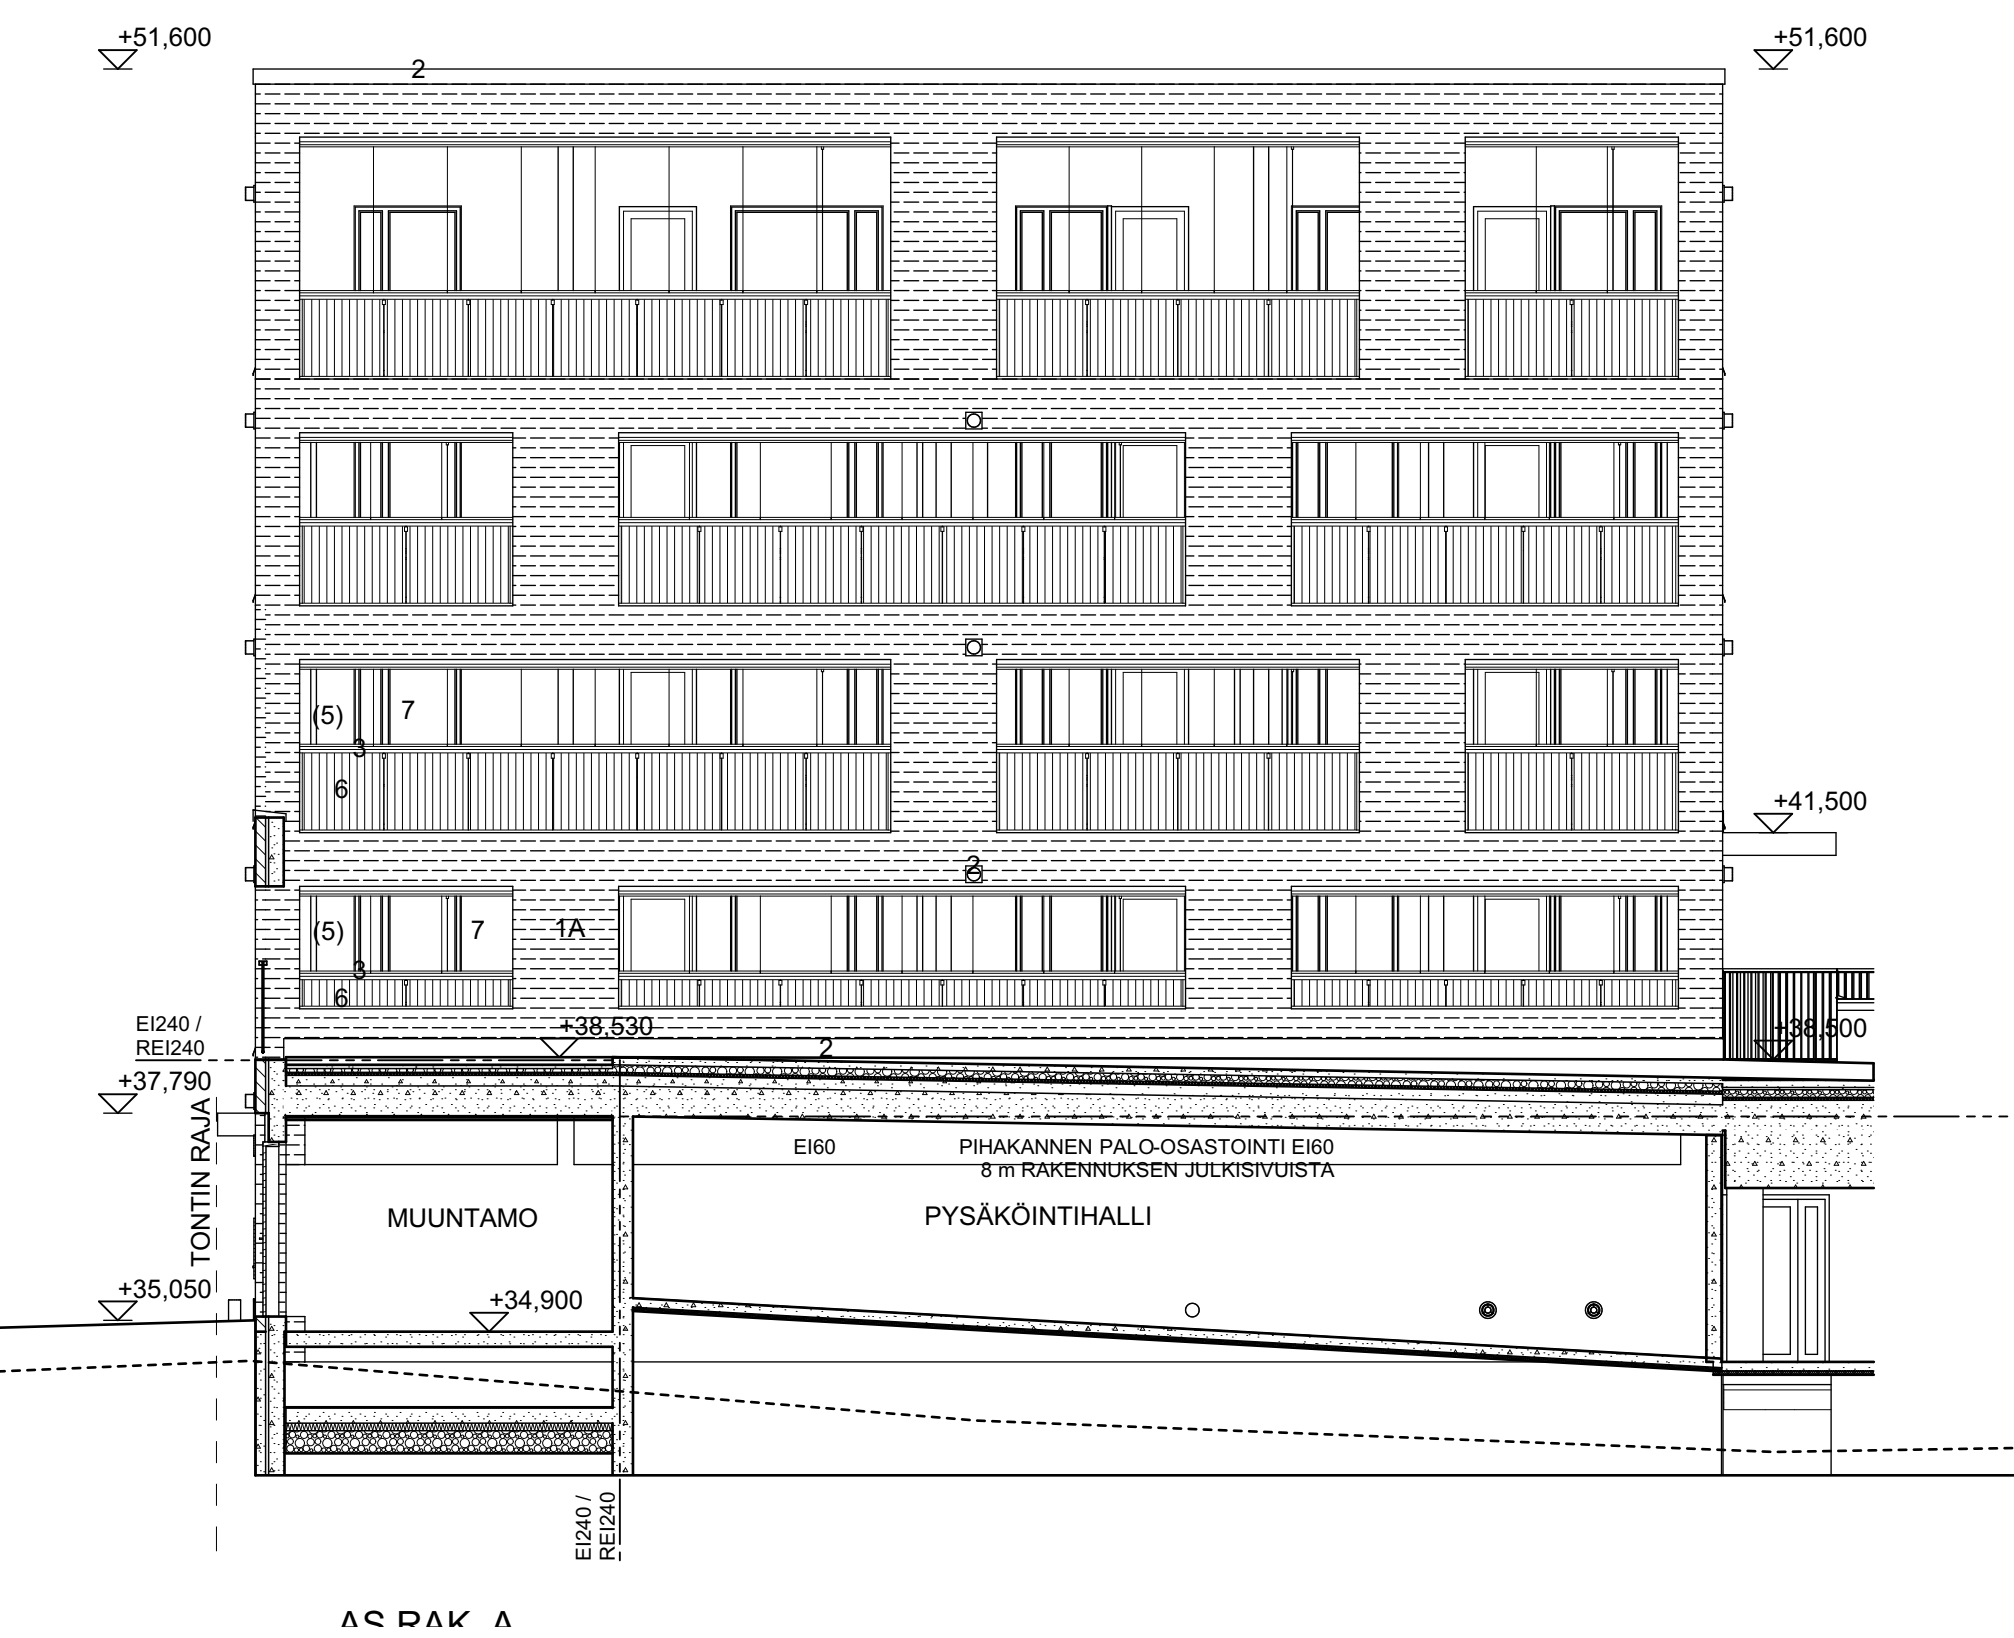 +51,600
+51,600
2
(5)
7
3
6
+41,500
2
(5)
7
1A
3
6
EI240 /
REI240
+38,530
2
+38,500
+37,790
TONTIN RAJA
EI60
PIHAKANNEN PALO-OSASTOINTI EI60
8 m RAKENNUKSEN JULKISIVUISTA
MUUNTAMO
PYSÄKÖINTIHALLI
+35,050
+34,900
EI240 /
REI240
AS.RAK. A